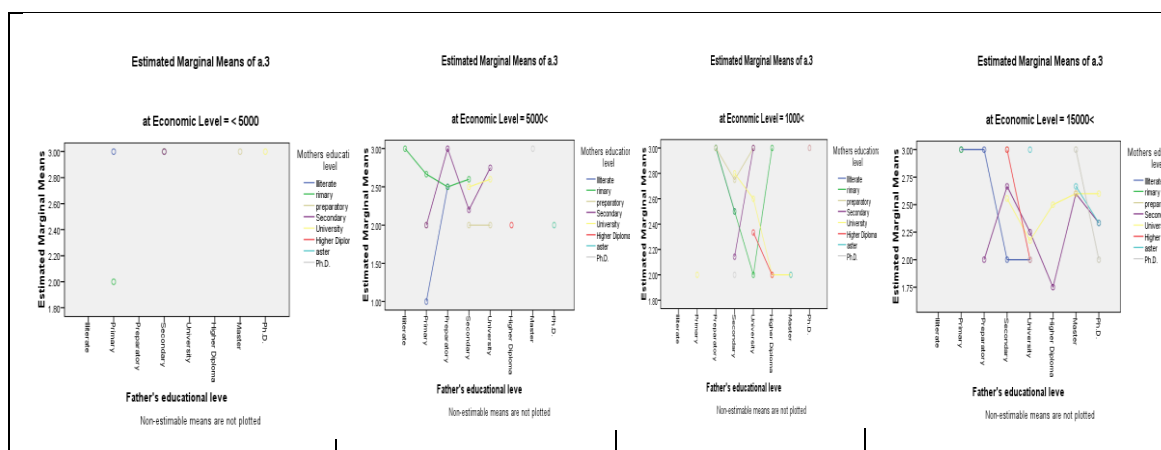 Estimated Marginal Means of a.3
at Economic Level = < 5000
Estimated Marginal Means
3.00
2.80
2.60
2.40
2.20
2.00
1.80
Illiterate
Primary
Preparatory
Secondary
University
Higher Diploma
Master
Ph.D.
Father's educational leve
Non-estimable means are not plotted
Mothers educati
level
Illiterate
rimary
preparatory
Secondary
University
Higher Diplor
aster
Ph.D.
Estimated Marginal Means of a.3
at Economic Level = 5000<
Estimated Marginal Means
3.00
2.50
2.00
1.50
1.00
Illiterate
Primary
Preparatory
Secondary
University
Higher Diploma
Master
Ph.D.
Father's educational leve
Non-estimable means are not plotted
Mothers education
level
Illiterate
rimary
preparatory
Secondary
University
Higher Diploma
aster
Ph.D.
Estimated Marginal Means of a.3
at Economic Level = 1000<
Estimated Marginal Means
3.00
2.80
2.60
2.40
2.20
2.00
1.80
Illiterate
Primary
Preparatory
Secondary
University
Higher Diploma
Master
Ph.D.
Father's educational leve
Non-estimable means are not plotted
Mothers education
level
Illiterate
rimary
preparatory
Secondary
University
Higher Diploma
aster
Ph.D.
Estimated Marginal Means of a.3
at Economic Level = 15000<
Estimated Marginal Means
3.00
2.75
2.50
2.25
2.00
1.75
Illiterate
Primary
Preparatory
Secondary
University
Higher Diploma
Master
Ph.D.
Father's educational leve
Non-estimable means are not plotted
Mothers ed
level
Illiterate
rimary
prepar
Second
Univers
Higher
aster
Ph.D.